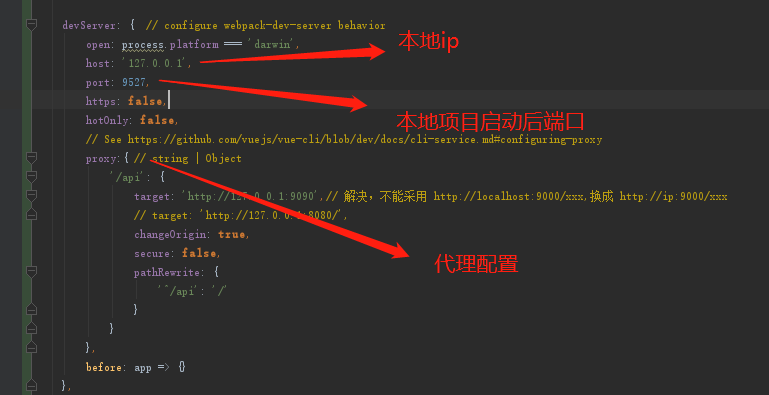 devServer: { // configure webpack-dev-server behavior
open: process.platform === 'darwin',
本地ip
host: '127.0.0.1',
port: 9527,
https: false,
hotOnly: false,
本地项目启动后端口
// See https://github.com/vuejs/vue-cli/blob/dev/docs/cli-service.md#configuring-proxy
proxy:{ // string | Object
'/api': {
target: 'http://127.0.0.1:9090',// 解决，不能采用 http://localhost:9000/xxx,换成 http://ip:9000/xxx
// target: 'http://127.0.0.1:8080/',
changeOrigin: true,
secure: false,
代理配置
pathRewrite: {
'^/api': '/'
}
}
},
before: app => {}
},